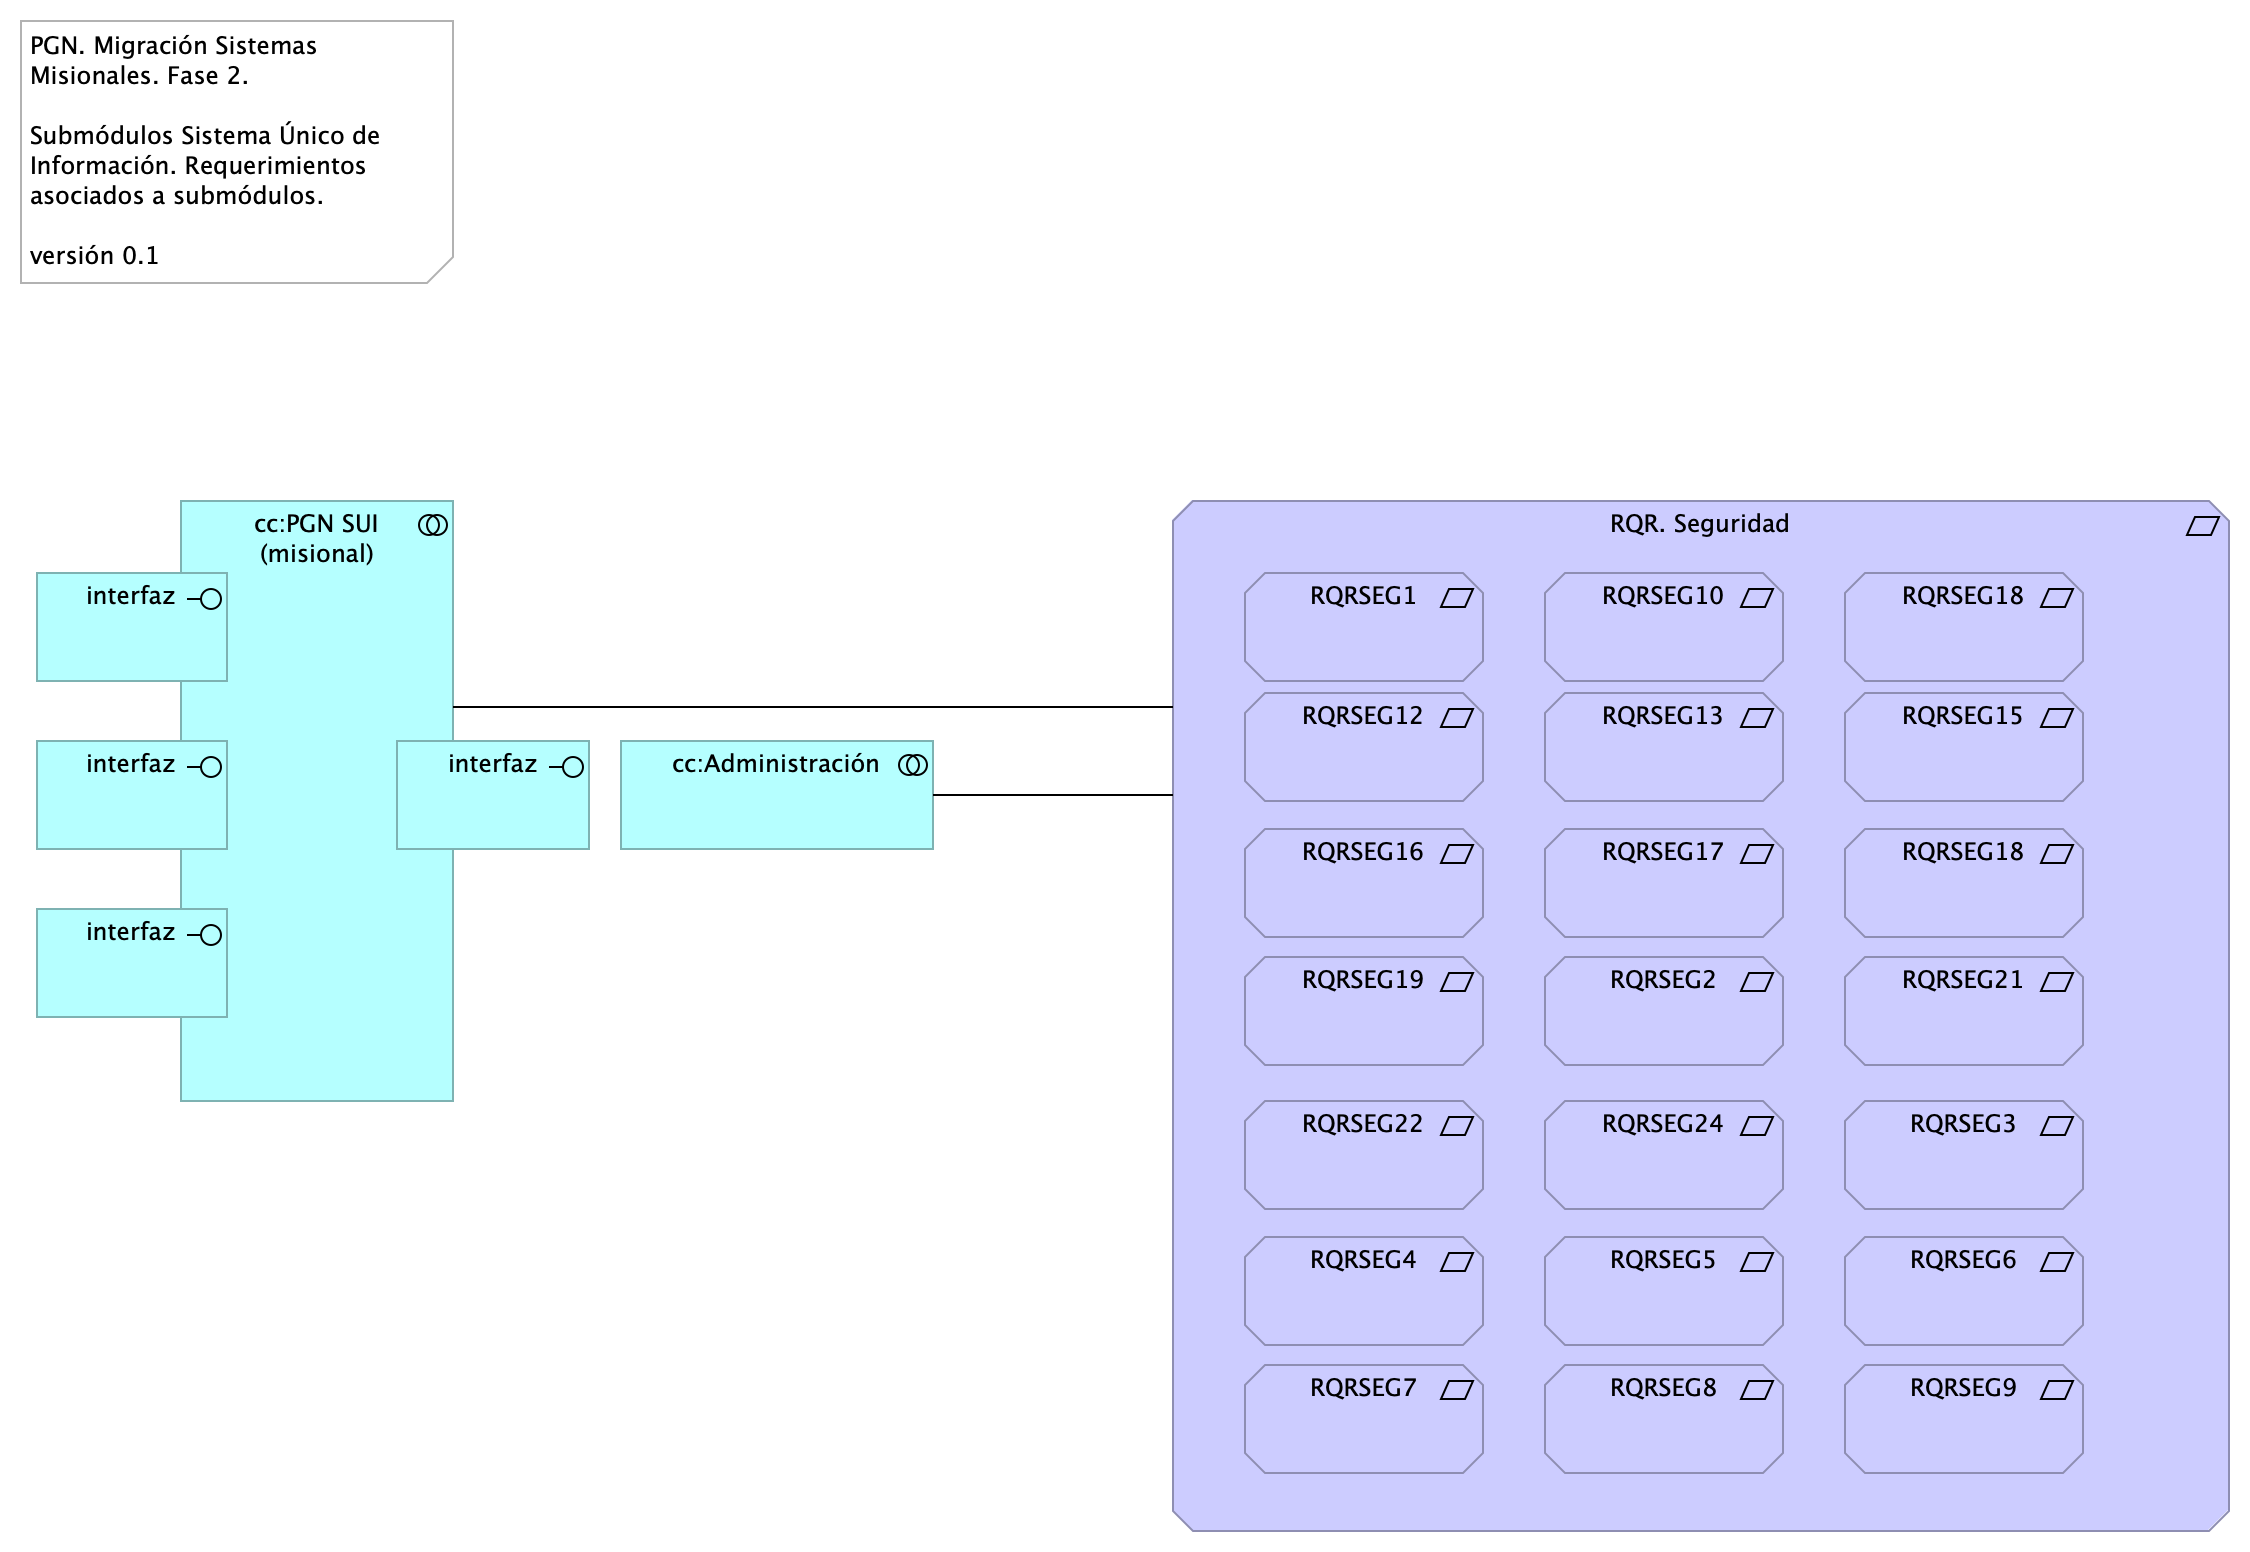 PGN. Migración Sistemas
Misionales. Fase 2.
Submódulos Sistema Único de
Información. Requerimientos
asociados a submódulos.
versión 0.1
cc:PGN SUI
(misional)
interfaz
interfaz
interfaz
interfaz
cc:Administración
RQR. Seguridad
RQRSEG1
RQRSEG10
RQRSEG18
RQRSEG12
RQRSEG13
RQRSEG15
RQRSEG16
RQRSEG17
RQRSEG18
RQRSEG19
RQRSEG2
RQRSEG21
RQRSEG22
RQRSEG24
RQRSEG3
RQRSEG4
RQRSEG5
RQRSEG6
RQRSEG7
RQRSEG8
RQRSEG9